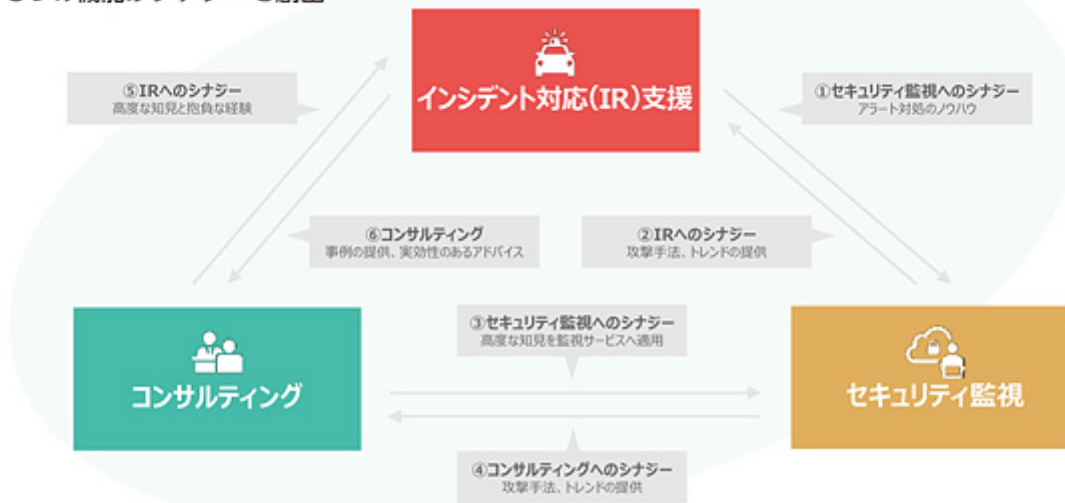 インシデント対応(IR)支援
⑤IRへのシナジー
高度な知見と抱負な経験
①セキュリティ監視へのシナジー
アラート対処のノウハウ
⑥コンサルティング
事例の提供、実効性のあるアドバイス
②IRへのシナジー
攻撃手法、トレンドの提供
③セキュリティ監視へのシナジー
高度な知見を監視サービスへ適用
コンサルティング
セキュリティ監視
④コンサルティングへのシナジー
攻撃手法、トレンドの提供